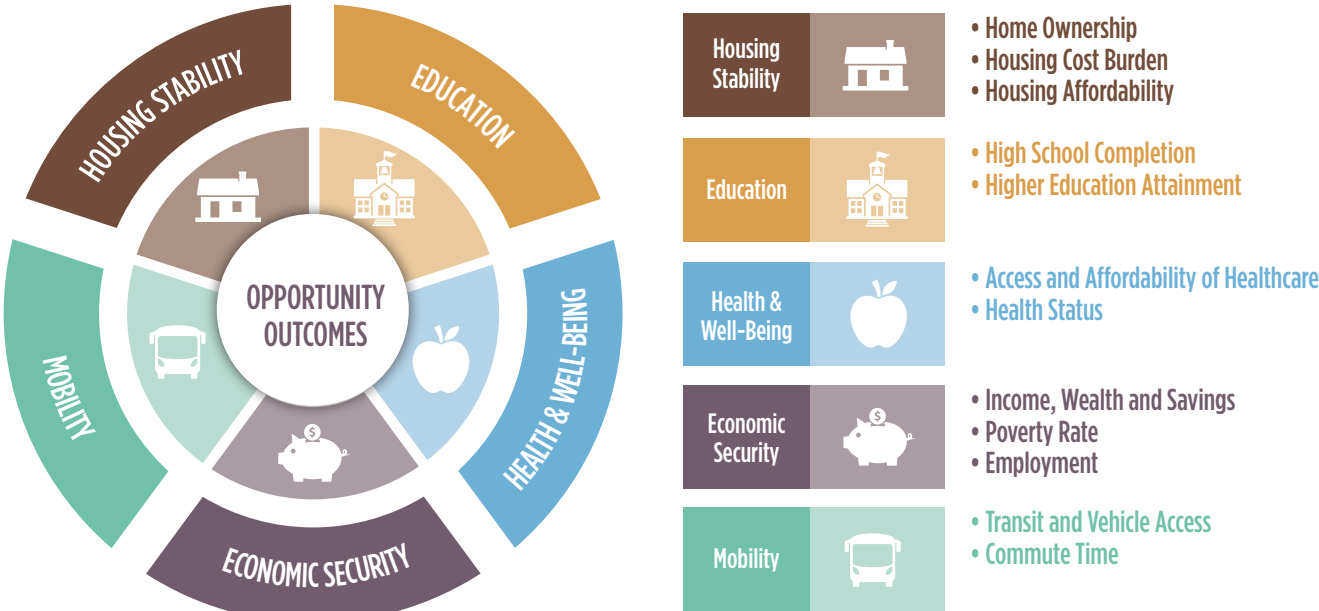 HOUSING STABILITY
EDUCATION
HEALTH & WELL-BEING
ECONOMIC SECURITY
MOBILITY
OPPORTUNITY
OUTCOMES
$
Housing
Stability
• Home Ownership
• Housing Cost Burden
• Housing Affordability
Education
• High School Completion
• Higher Education Attainment
Health &
Well-Being
• Access and Affordability of Healthcare
• Health Status
Economic
Security
$
• Income, Wealth and Savings
• Poverty Rate
• Employment
Mobility
• Transit and Vehicle Access
• Commute Time